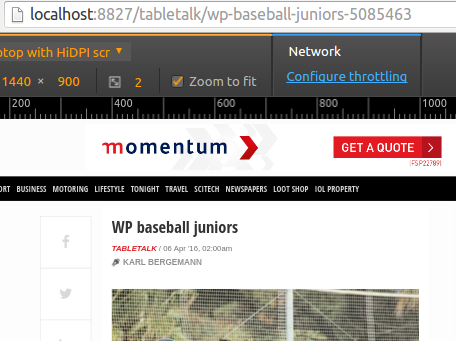 localhost:8827/tabletalk/wp-baseball-juniors-5085463
ptop with HiDPI scr ▼
Network
1440 × 900
2
Zoom to fit
Configure throttling
200 400 600 800 1000
momentum
GET A QUOTE
(FSP22789)
ORT BUSINESS MOTORING LIFESTYLE TONIGHT TRAVEL SCITECH NEWSPAPERS LOOT SHOP IOL PROPERTY
WP baseball juniors
TABLETALK / 06 Apr '16, 02:00am
KARL BERGEMANN